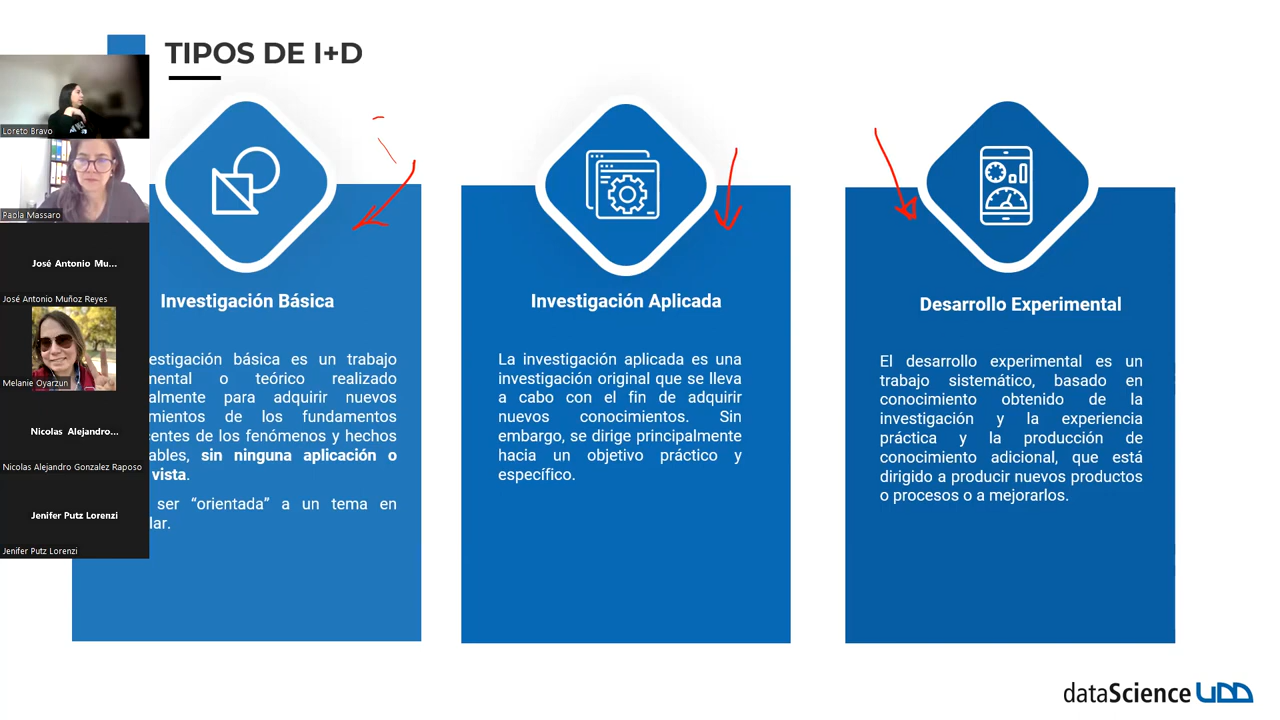 TIPOS DE I+D
Loreto Bravo
Paola Massaro
José Antonio Mu...
José Antonio Muñoz Reyes
Melanie Oyarzun
Nicolas Alejandro...
Nicolas Alejandro Gonzalez Raposo
Jenifer Putz Lorenzi
Jenifer Putz Lorenzi
Investigación Básica
estigación básica es un trabajo
mental o teórico realizado
almente para adquirir nuevos
mientos de los fundamentos
centes de los fenómenos y hechos
ables, sin ninguna aplicación o
vista.
ser “orientada” a un tema en
lar.
Investigación Aplicada
La investigación aplicada es una
investigación original que se lleva
a cabo con el fin de adquirir
nuevos conocimientos. Sin
embargo, se dirige principalmente
hacia un objetivo práctico y
específico.
Desarrollo Experimental
El desarrollo experimental es un
trabajo sistemático, basado en
conocimiento obtenido de la
investigación y la experiencia
práctica y la producción de
conocimiento adicional, que está
dirigido a producir nuevos productos
o procesos o a mejorarlos.
dataScience UDD